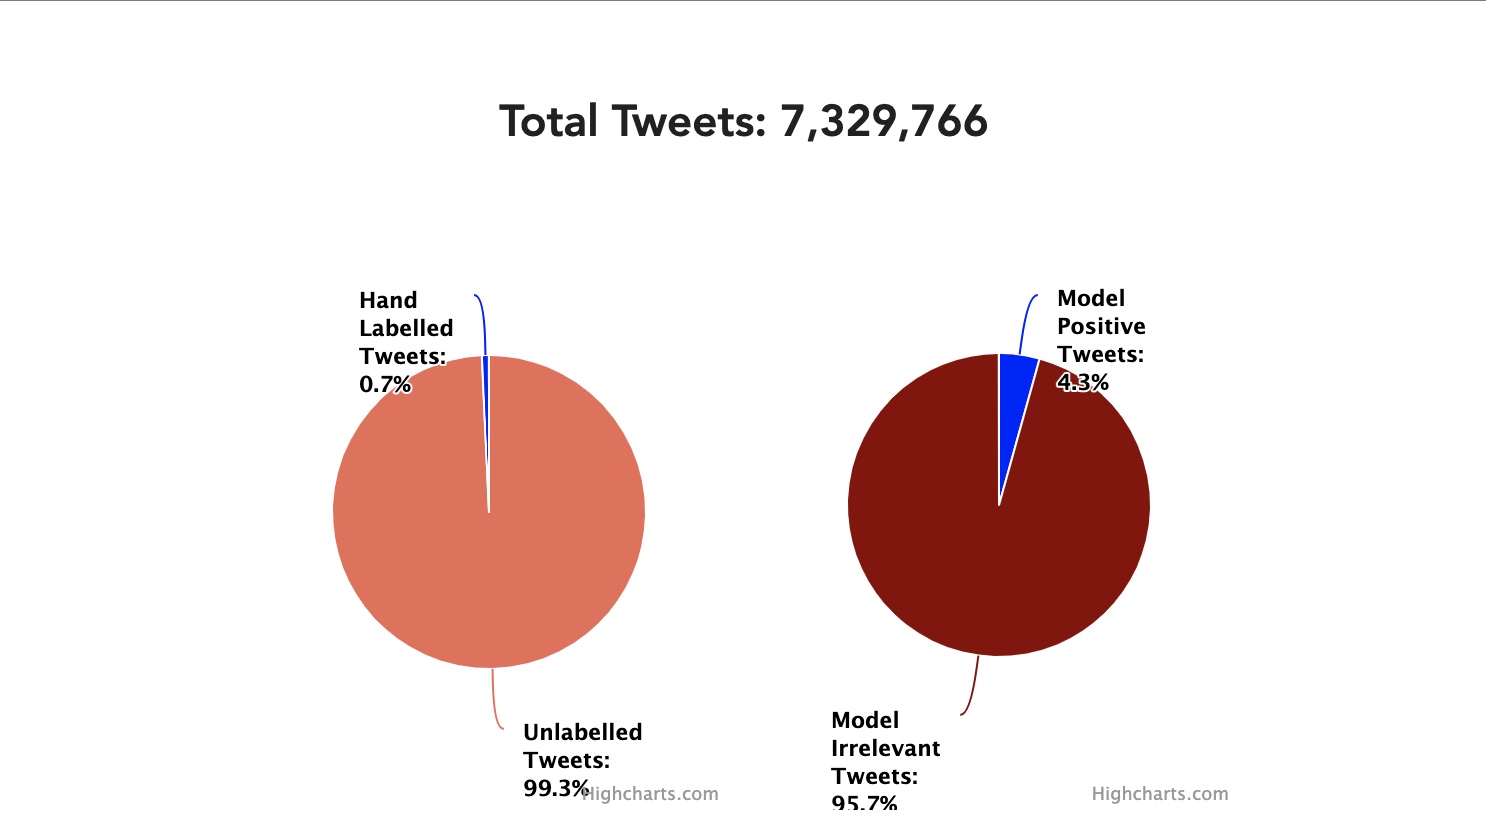 Total Tweets: 7,329,766
Hand
Labelled
Tweets:
0.7%
Model
Positive
Tweets:
4.3%
Unlabelled
Tweets:
99.3%
Highcharts.com
Model
Irrelevant
Tweets:
95.7%
Highcharts.com